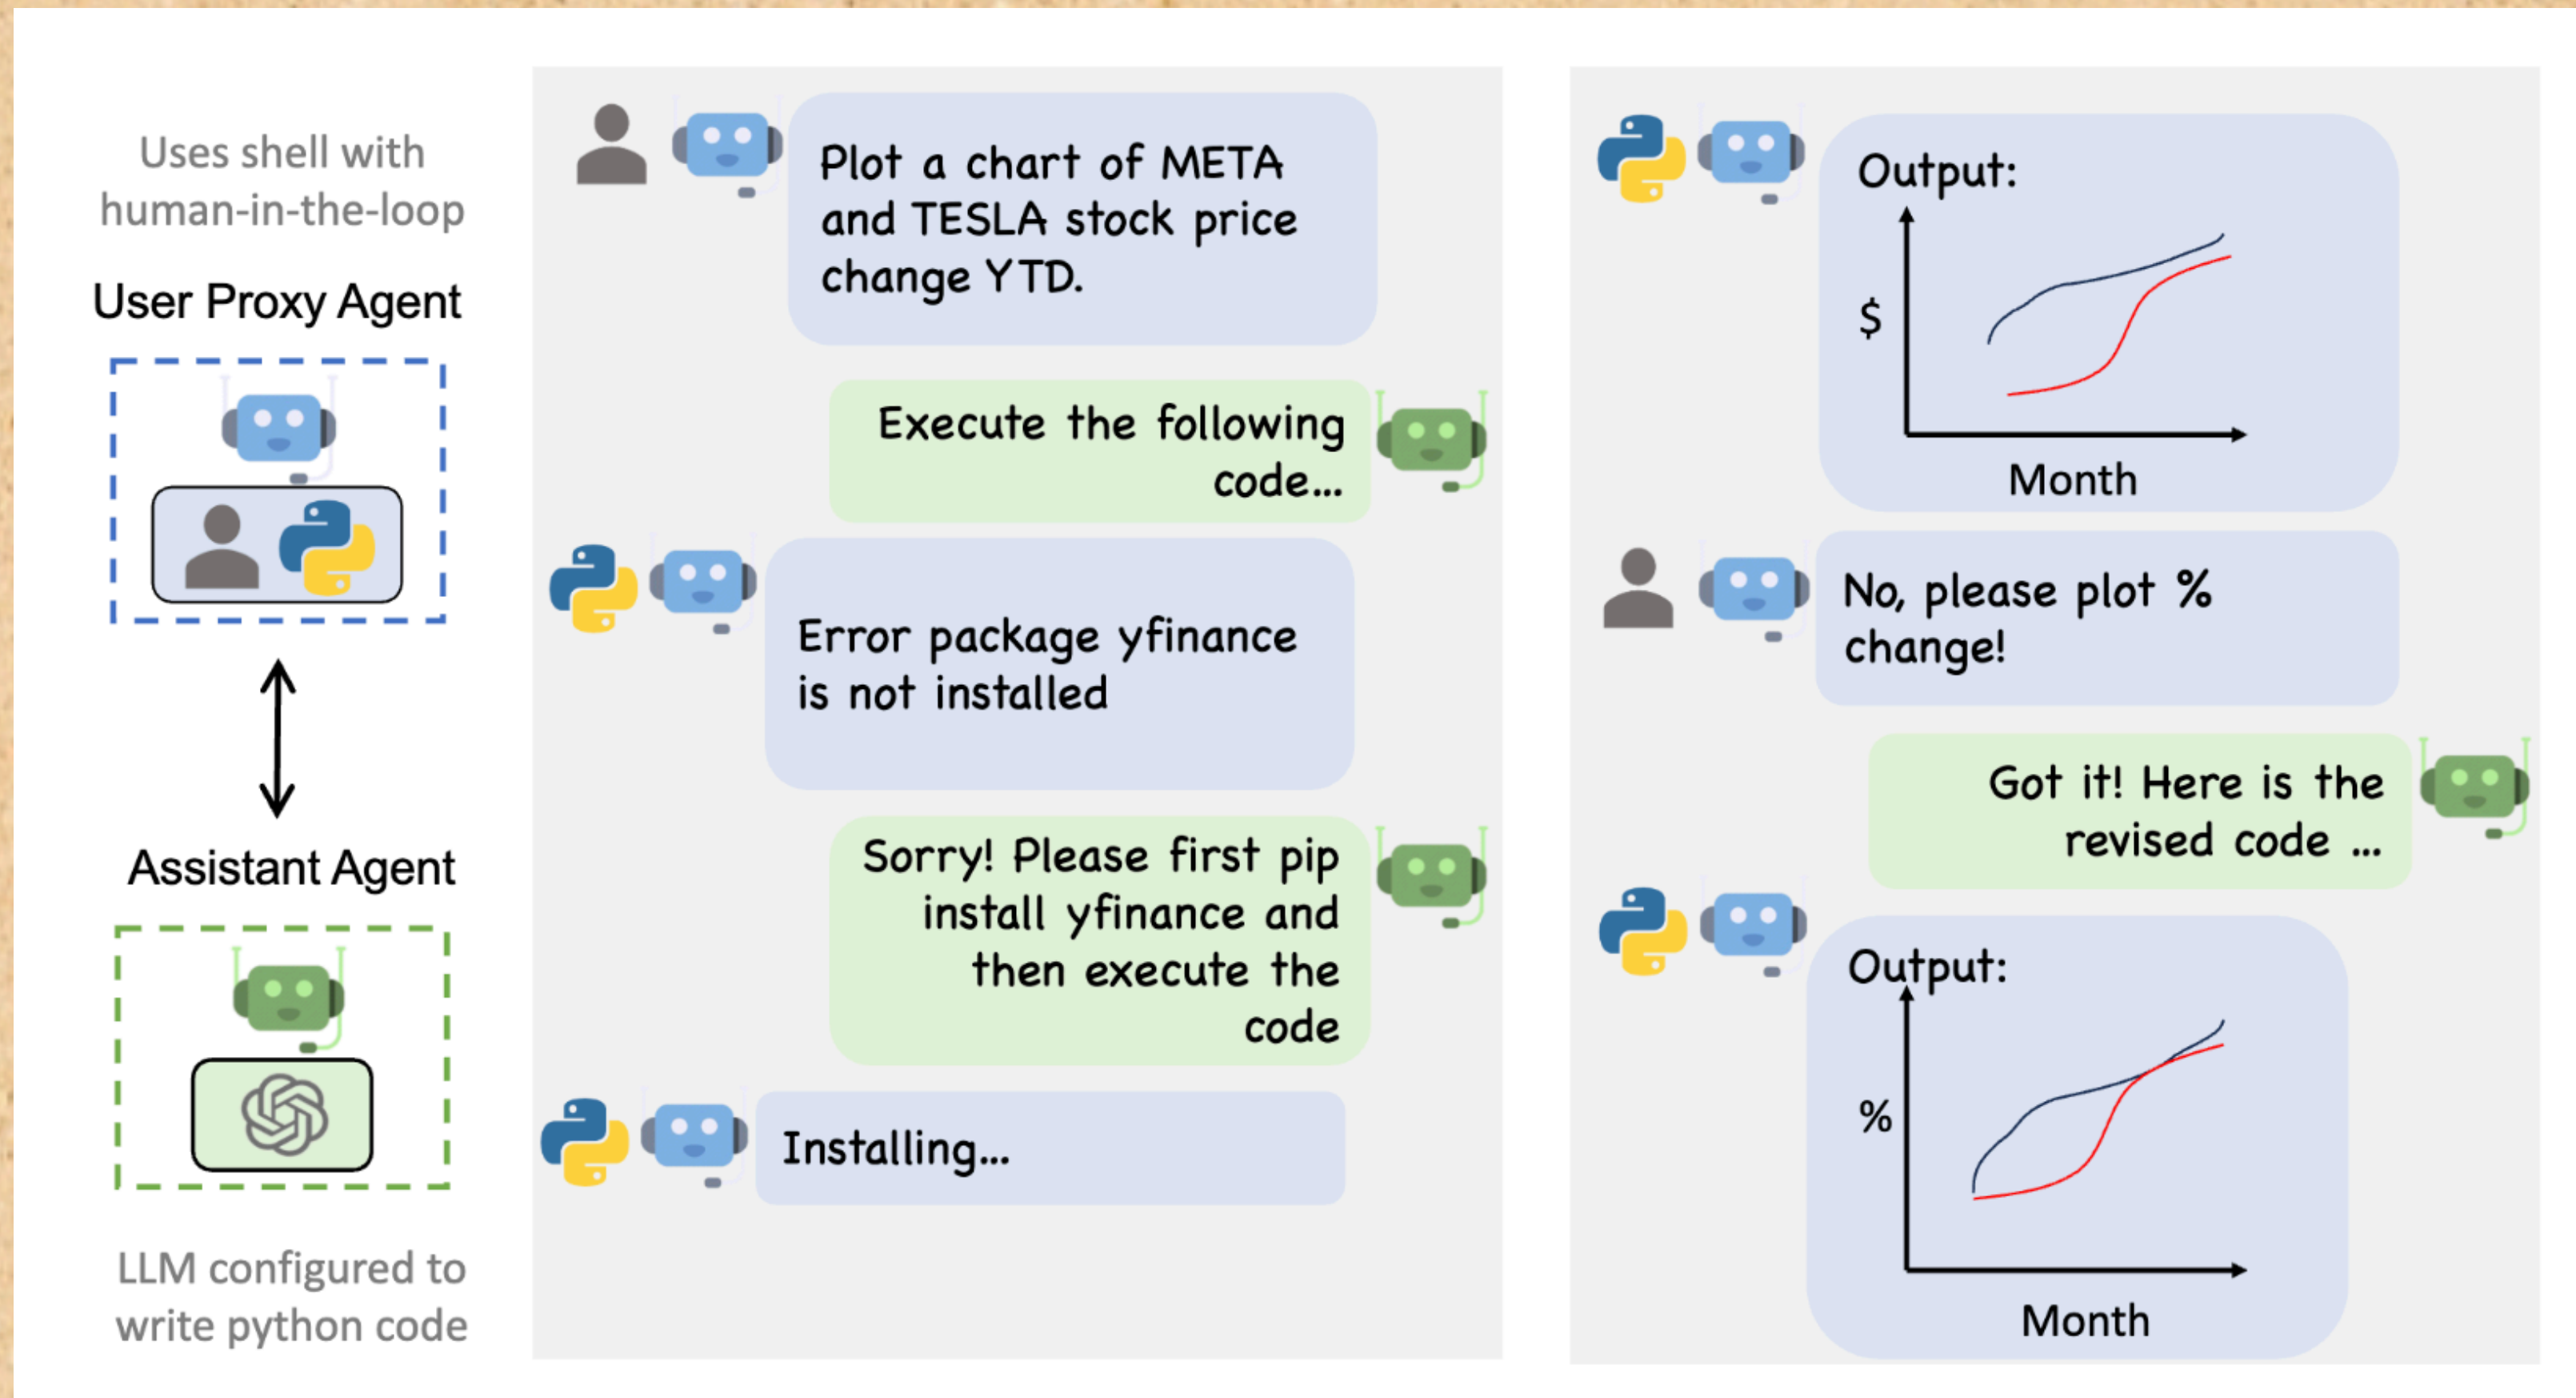 Uses shell with
human-in-the-loop
User Proxy Agent
Assistant Agent
LLM configured to
write python code
Plot a chart of META
and TESLA stock price
change YTD.
Execute the following
code...
Error package yfinance
is not installed
Sorry! Please first pip
install yfinance and
then execute the
code
Installing...
Output:
$
Month
No, please plot %
change!
Got it! Here is the
revised code ...
Output:
%
Month